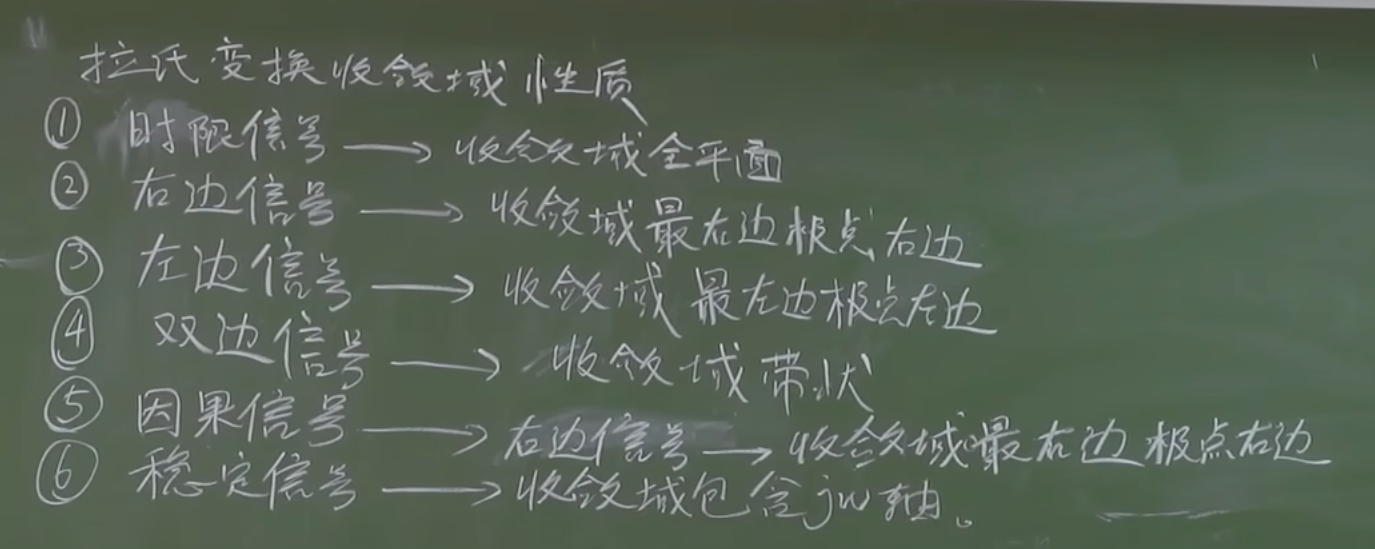 拉氏变换收敛域性质
① 时限信号 → 收敛域全平面
② 右边信号 → 收敛域最右边极点右边
③ 左边信号 → 收敛域最左边极点左边
④ 双边信号 → 收敛域带状
⑤ 因果信号 → 右边信号 → 收敛域最右边极点右边
⑥ 稳定信号 → 收敛域包含jw轴。